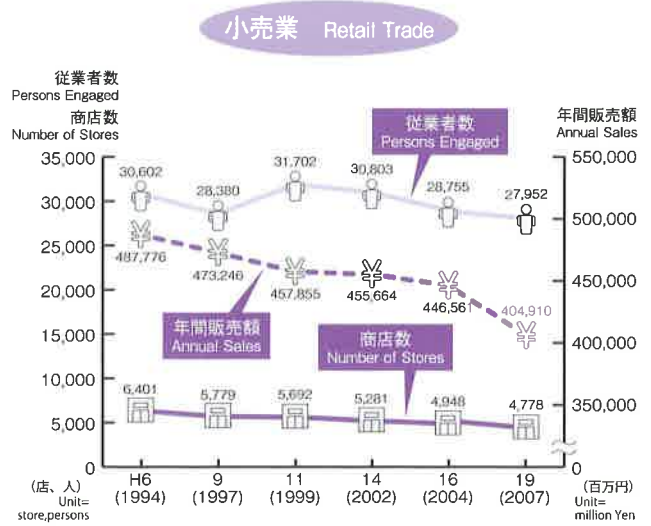 小売業 Retail Trade
従業者数
Persons Engaged
商店数
Number of Stores
年間販売額
Annual Sales
従業者数
Persons Engaged
35,000
30,000
25,000
20,000
15,000
10,000
5,000
0
550,000
500,000
450,000
400,000
350,000
0
30,602
28,380
31,702
30,803
28,755
27,952
487,776
473,246
457,855
455,664
446,561
404,910
年間販売額
Annual Sales
商店数
Number of Stores
6,401
5,779
5,692
5,281
4,948
4,778
H6 9 11 14 16 19
(1994) (1997) (1999) (2002) (2004) (2007)
(店、人)
Unit=
store,persons
(百万円)
Unit=
million Yen